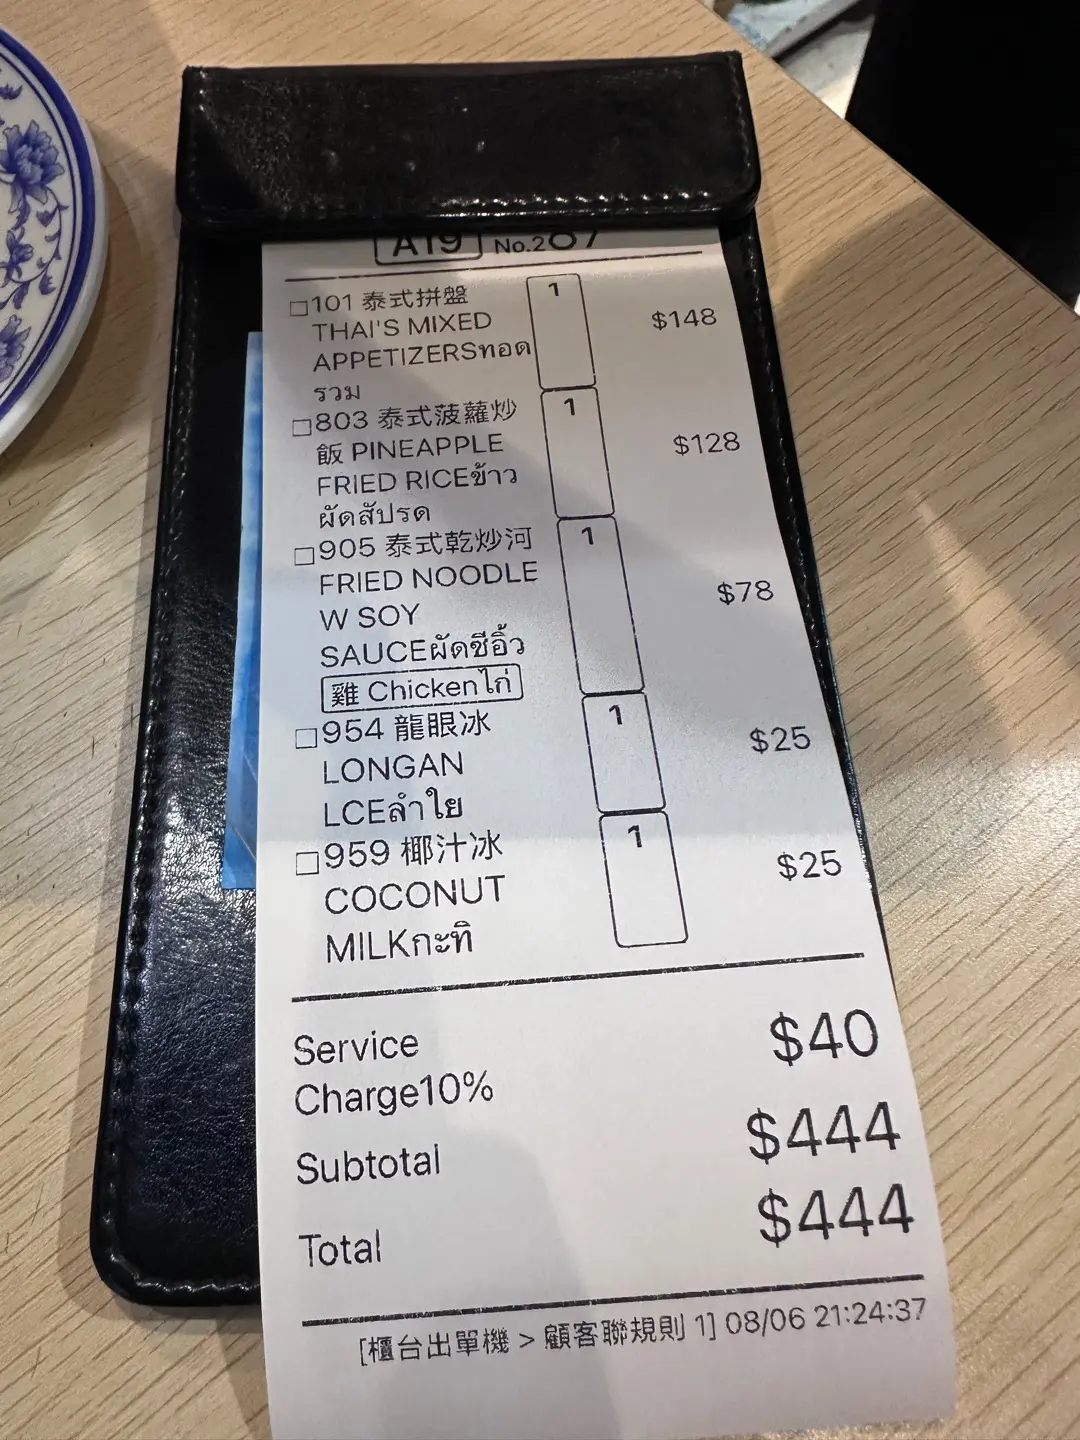 A19 No.287
101 泰式拼盤 1 $148
THAI'S MIXED
APPETIZERSทอด
รวม
803 泰式菠蘿炒 1 $128
飯 PINEAPPLE
FRIED RICEข้าว
ผัดสัปรด
905 泰式乾炒河 1 $78
FRIED NOODLE
W SOY
SAUCEผัดซีอิ้ว
雞 Chickenไก่
954 龍眼冰 1 $25
LONGAN
LCEลำใย
959 椰汁冰 1 $25
COCONUT
MILKกะทิ
Service $40
Charge10%
Subtotal $444
Total $444
[櫃台出單機 > 顧客聯規則 1] 08/06 21:24:37